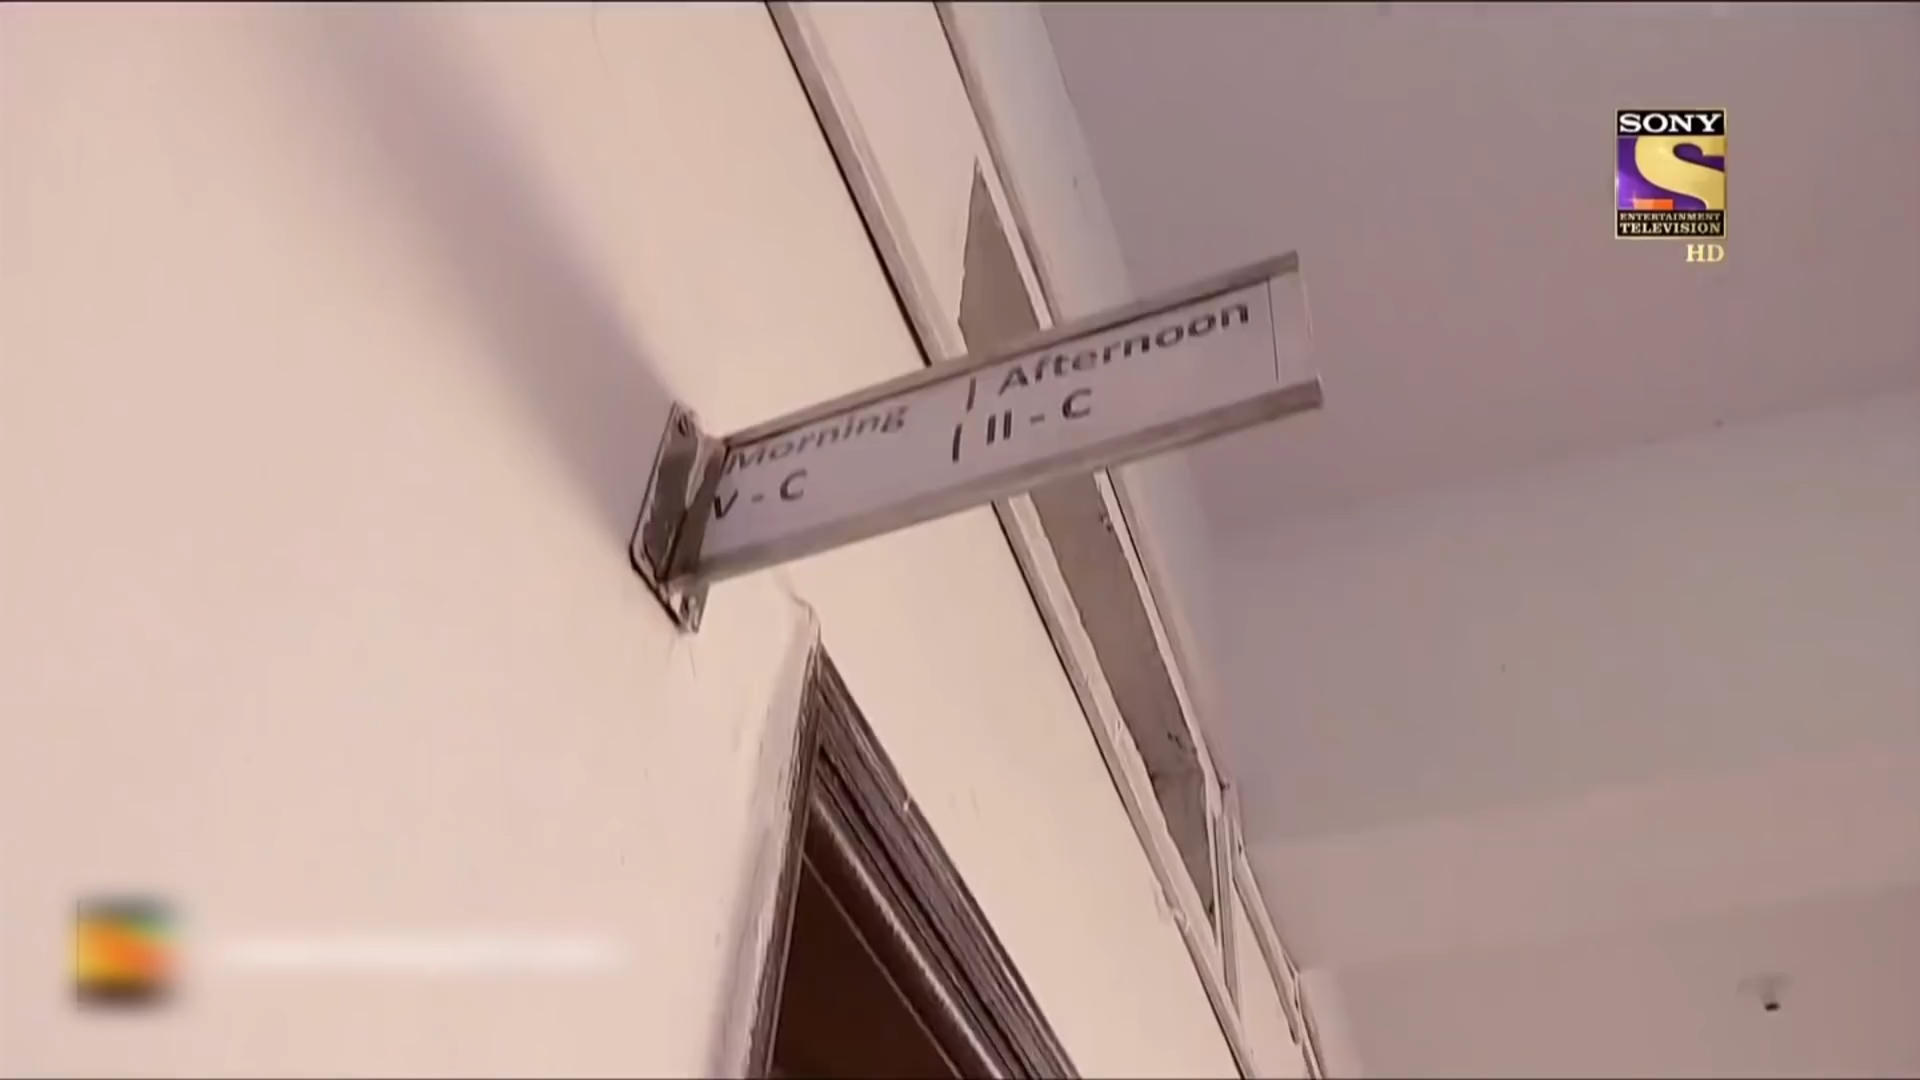 SONY
ENTERTAINMENT
TELEVISION
HD
Morning | Afternoon
V - C | II - C